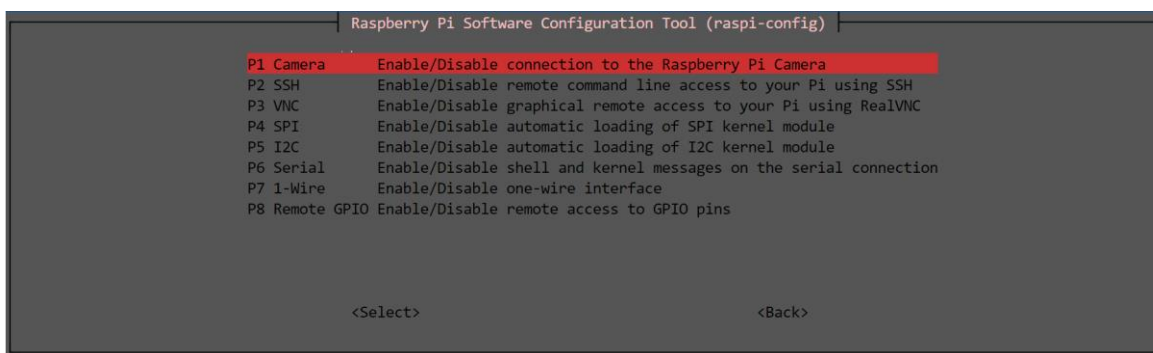 Raspberry Pi Software Configuration Tool (raspi-config)
P1 Camera Enable/Disable connection to the Raspberry Pi Camera
P2 SSH Enable/Disable remote command line access to your Pi using SSH
P3 VNC Enable/Disable graphical remote access to your Pi using RealVNC
P4 SPI Enable/Disable automatic loading of SPI kernel module
P5 I2C Enable/Disable automatic loading of I2C kernel module
P6 Serial Enable/Disable shell and kernel messages on the serial connection
P7 1-Wire Enable/Disable one-wire interface
P8 Remote GPIO Enable/Disable remote access to GPIO pins
<Select> <Back>